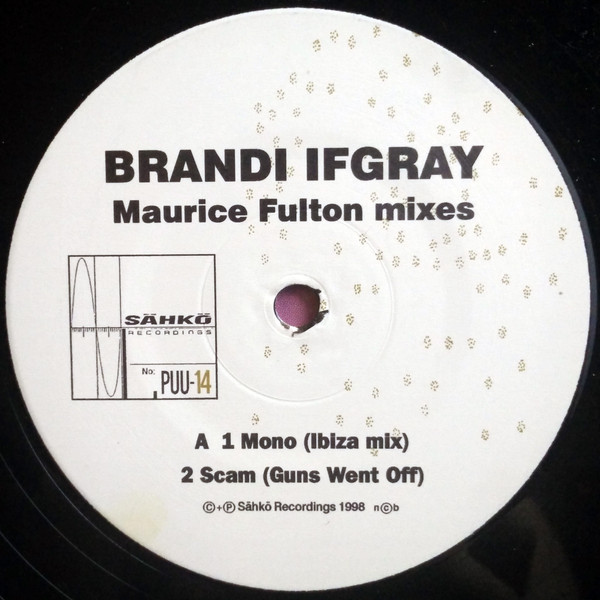 BRANDI IFGRAY
Maurice Fulton mixes
SÄHKÖ
RECORDINGS
No: PUU-14
A 1 Mono (Ibiza mix)
2 Scam (Guns Went Off)
Ⓒ+Ⓟ Sähkö Recordings 1998 nⓒb